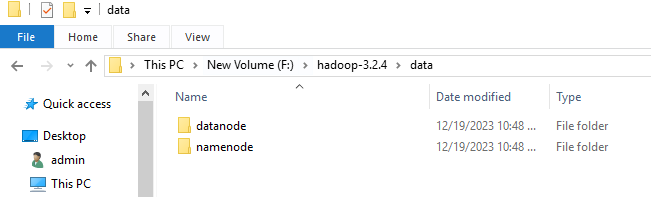 data
File Home Share View
This PC New Volume (F:) hadoop-3.2.4 data
Name Date modified Type
Quick access
datanode 12/19/2023 10:48 ... File folder
Desktop
namenode 12/19/2023 10:48 ... File folder
admin
This PC